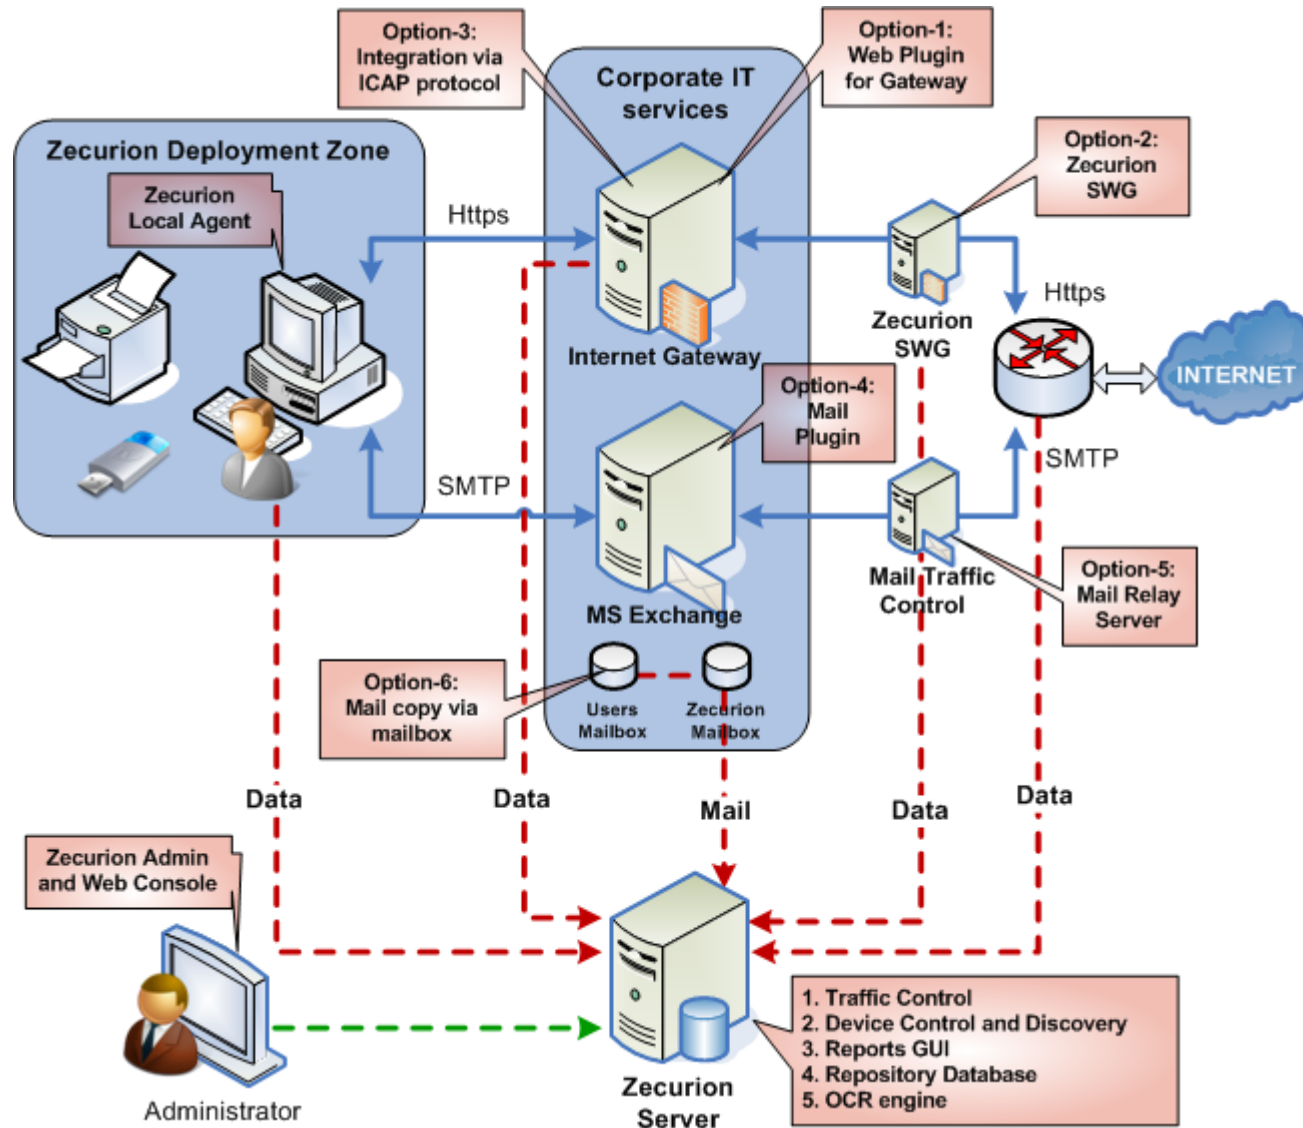 Option-3:
Integration via
ICAP protocol
Option-1:
Web Plugin
for Gateway
Corporate IT
services
Option-2:
Zecurion
SWG
Zecurion Deployment Zone
Zecurion
Local Agent
Https
Https
Internet Gateway
Zecurion
SWG
INTERNET
Option-4:
Mail
Plugin
SMTP
SMTP
MS Exchange
Mail Traffic
Control
Option-5:
Mail Relay
Server
Option-6:
Mail copy via
mailbox
Users
Mailbox
Zecurion
Mailbox
Data
Data
Mail
Data
Data
Zecurion Admin
and Web Console
Administrator
Zecurion
Server
1. Traffic Control
2. Device Control and Discovery
3. Reports GUI
4. Repository Database
5. OCR engine